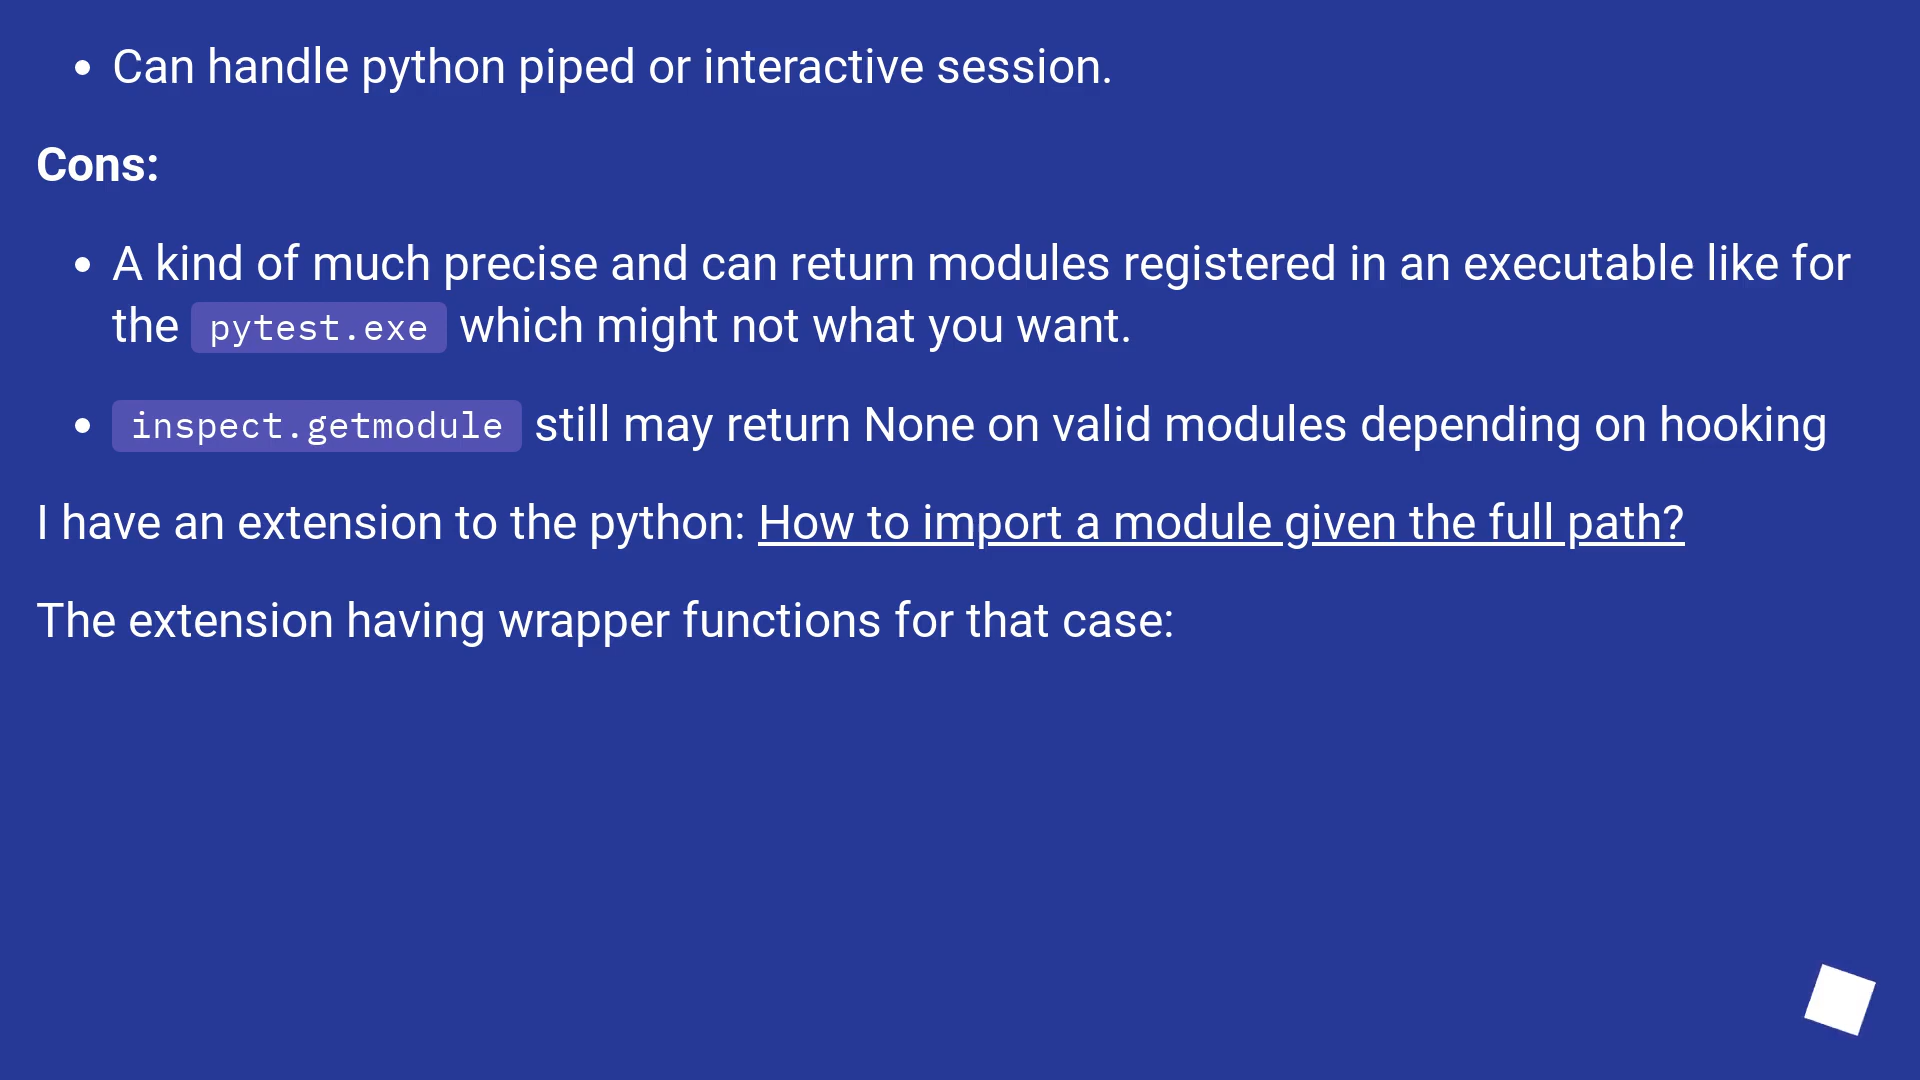 • Can handle python piped or interactive session.
Cons:
• A kind of much precise and can return modules registered in an executable like for
the pytest.exe which might not what you want.
• inspect.getmodule still may return None on valid modules depending on hooking
I have an extension to the python: How to import a module given the full path?
The extension having wrapper functions for that case: